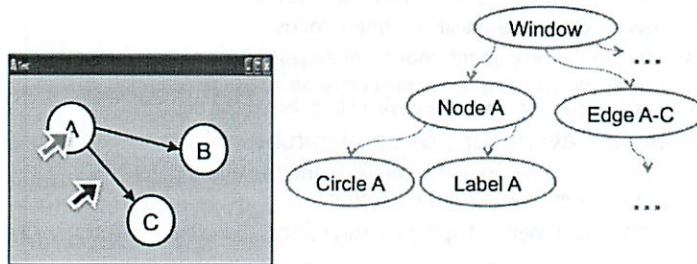 Window
...
Node A
Edge A-C
Circle A
Label A
...
A
B
C